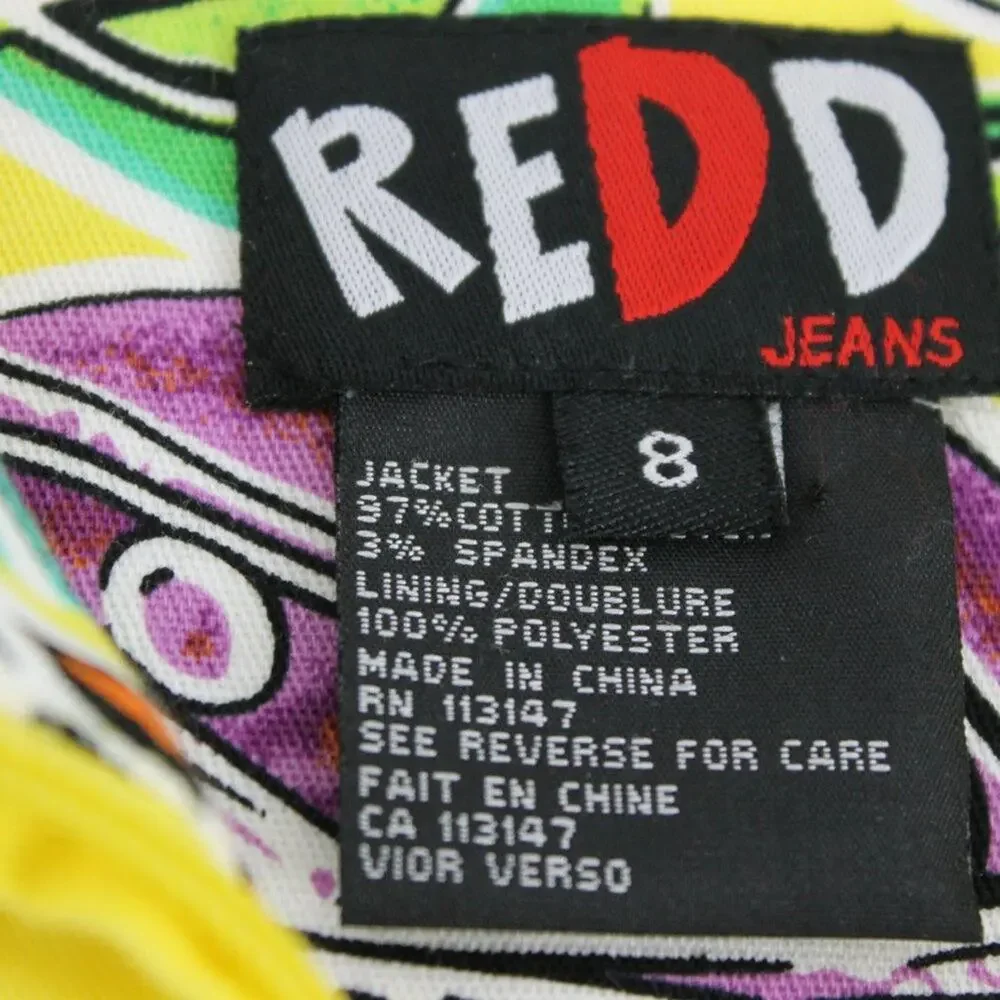 REDD
JEANS
8
JACKET
97%
3% SPANDEX
LINING/DOUBLURE
100% POLYESTER
MADE IN CHINA
RN 113147
SEE REVERSE FOR CARE
FAIT EN CHINE
CA 113147
VIOR VERSO